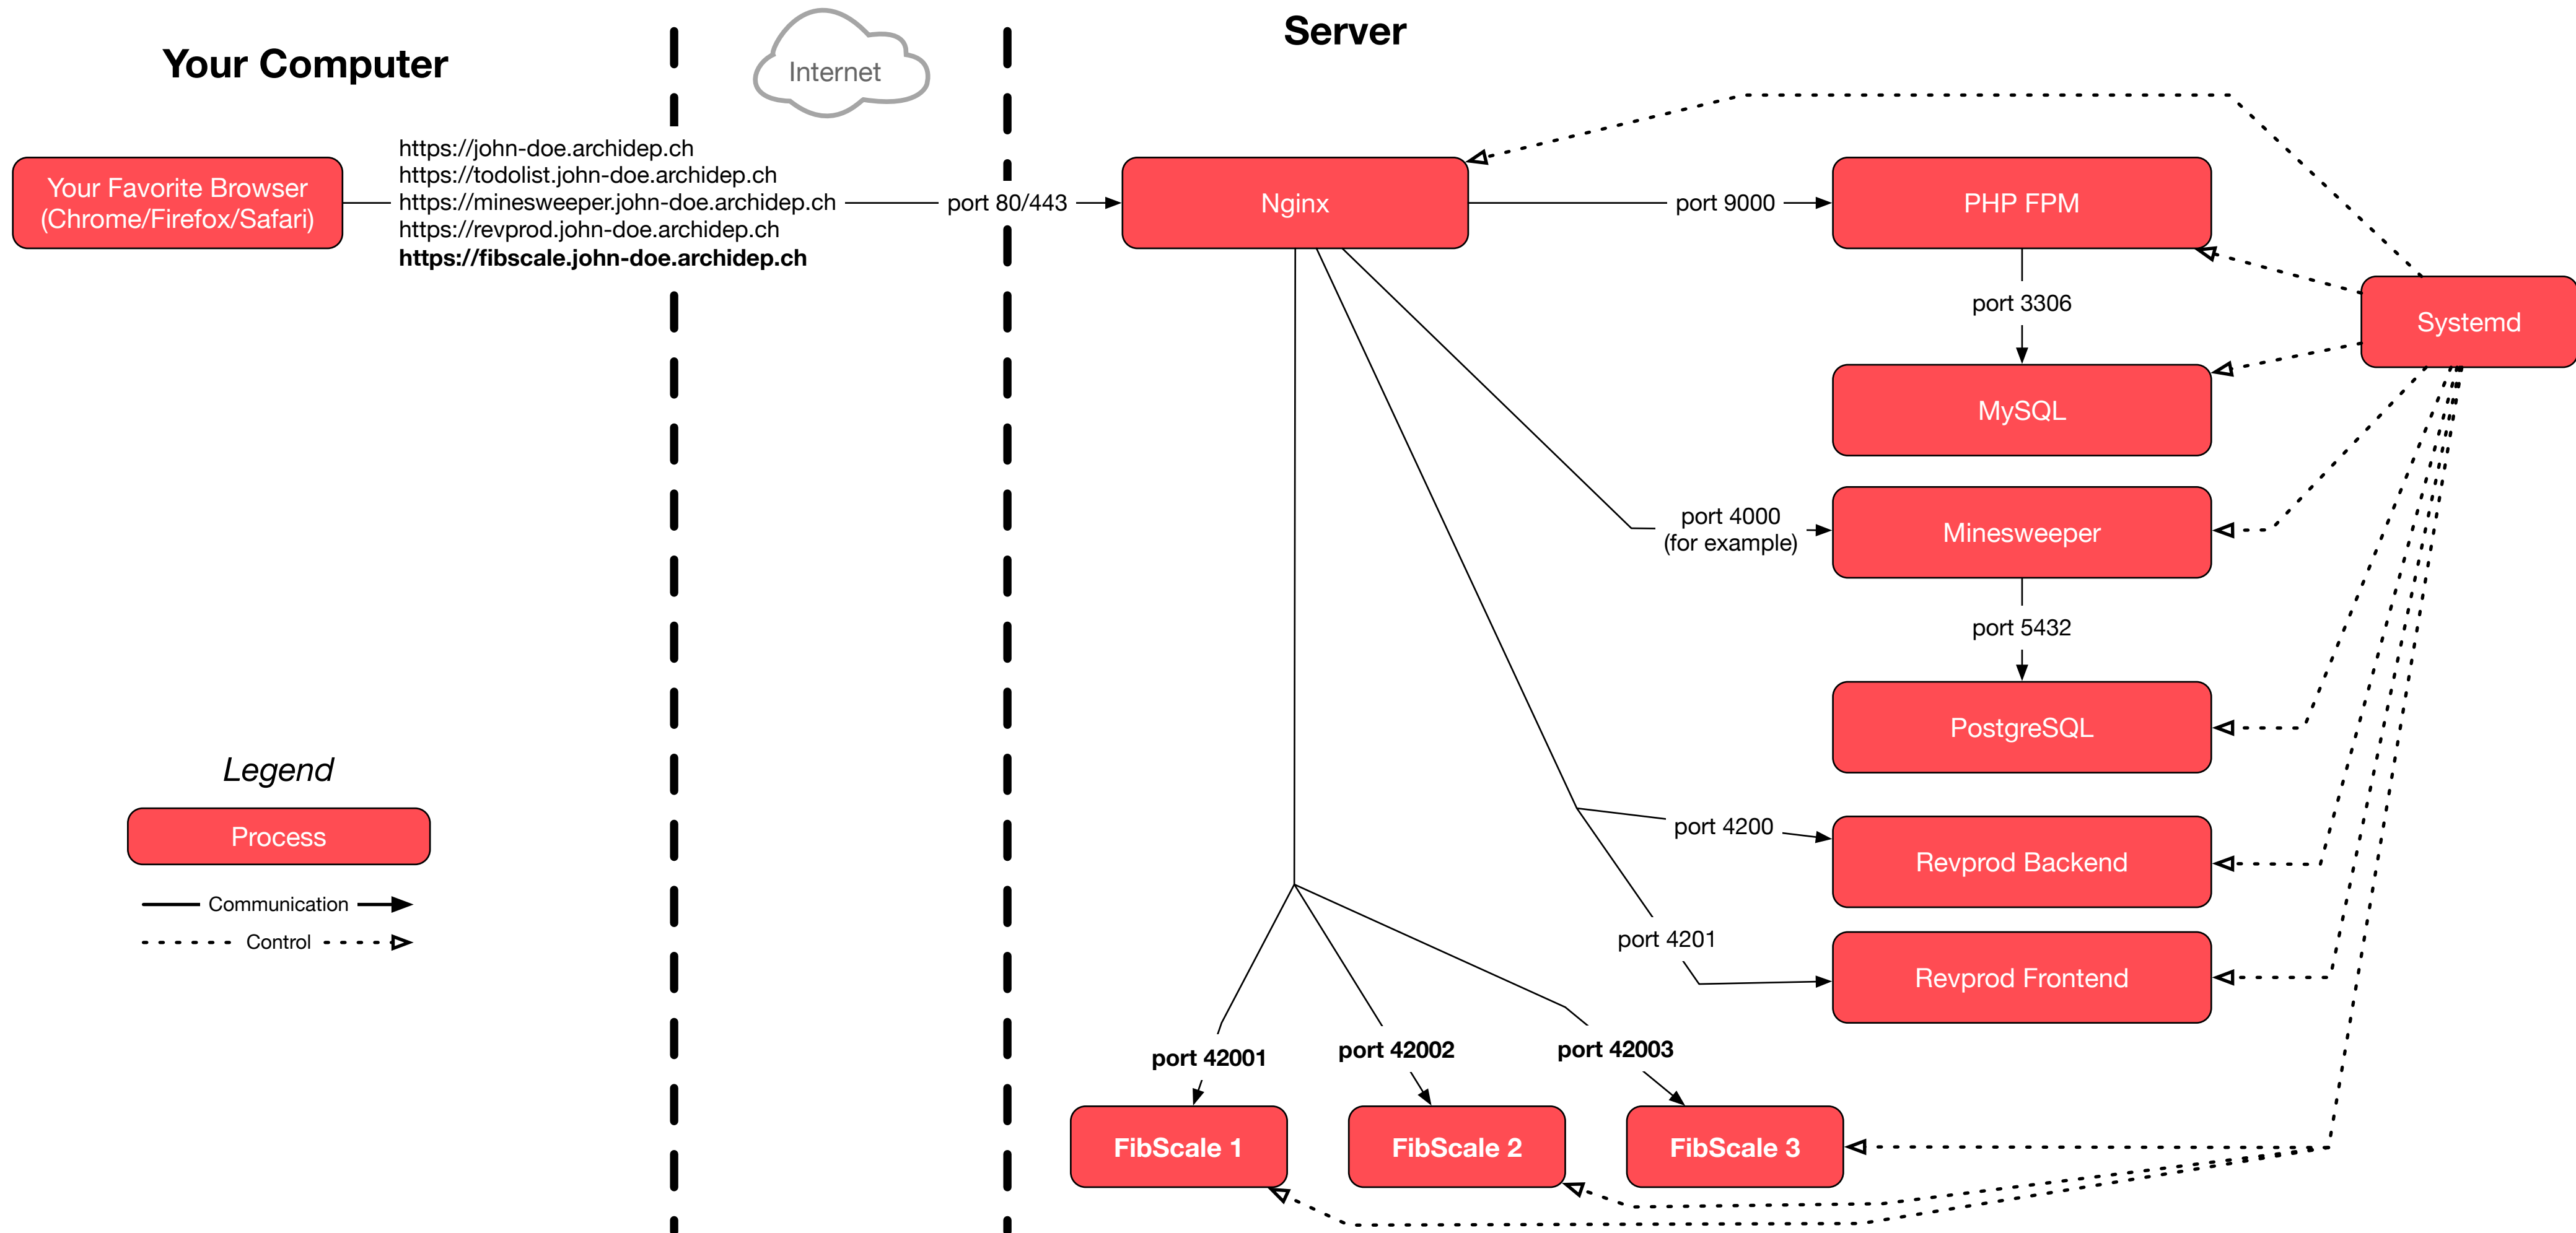 Your Computer
Internet
Server
Your Favorite Browser
(Chrome/Firefox/Safari)
https://john-doe.archidep.ch
https://todolist.john-doe.archidep.ch
https://minesweeper.john-doe.archidep.ch
https://revprod.john-doe.archidep.ch
https://fibscale.john-doe.archidep.ch
port 80/443
Nginx
port 9000
PHP FPM
port 3306
Systemd
MySQL
port 4000
(for example)
Minesweeper
port 5432
PostgreSQL
port 4200
Revprod Backend
port 4201
Revprod Frontend
port 42001
port 42002
port 42003
FibScale 1
FibScale 2
FibScale 3
Legend
Process
Communication
Control